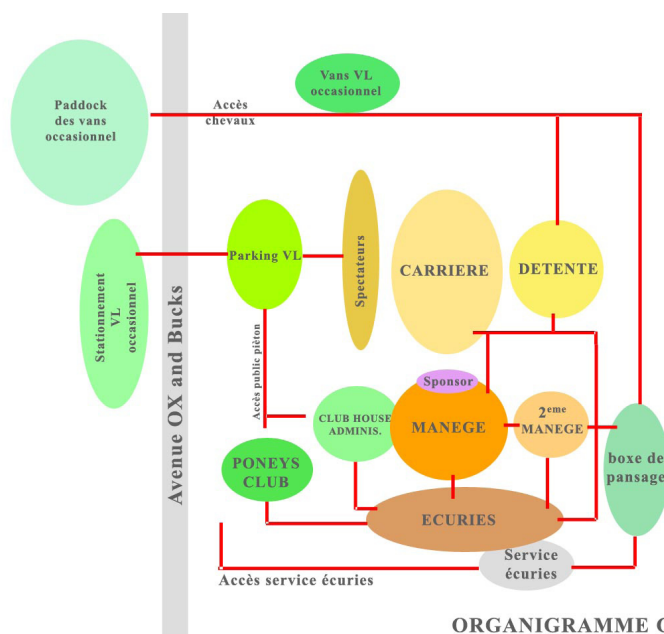 Vans VL
occasionnel
Paddock
des vans
occasionnel
Accès
chevaux
Parking VL
Spectateurs
CARRIERE
DETENTE
Stationnement
VL
occasionnel
Avenue OX and Bucks
Accès public piéton
Sponsor
CLUB HOUSE
ADMINIS.
MANEGE
2eme
MANEGE
PONEYS
CLUB
boxe de
pansage
ECURIES
Service
écuries
Accès service écuries
ORGANIGRAMME